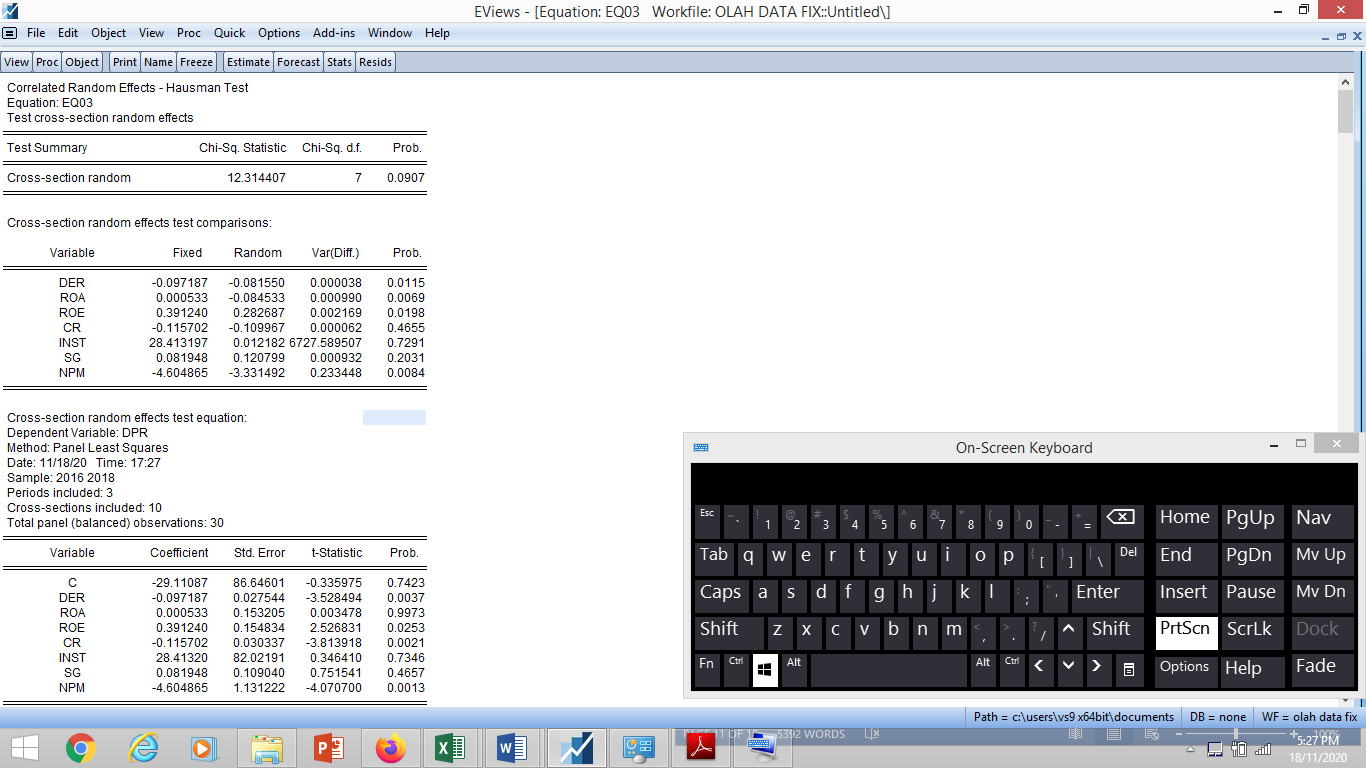 EViews - [Equation: EQ03 Workfile: OLAH DATA FIX::Untitled\]
File Edit Object View Proc Quick Options Add-ins Window Help
View Proc Object Print Name Freeze Estimate Forecast Stats Resids
Correlated Random Effects - Hausman Test
Equation: EQ03
Test cross-section random effects
Test Summary Chi-Sq. Statistic Chi-Sq. d.f. Prob.
Cross-section random 12.314407 7 0.0907
Cross-section random effects test comparisons:
Variable Fixed Random Var(Diff.) Prob.
DER -0.097187 -0.081550 0.000038 0.0115
ROA 0.000533 -0.084533 0.000990 0.0069
ROE 0.391240 0.282687 0.002169 0.0198
CR -0.115702 -0.109967 0.000062 0.4655
INST 28.413197 0.012182 6727.589507 0.7291
SG 0.081948 0.120799 0.000932 0.2031
NPM -4.604865 -3.331492 0.233448 0.0084
Cross-section random effects test equation:
Dependent Variable: DPR
Method: Panel Least Squares
Date: 11/18/20 Time: 17:27
Sample: 2016 2018
Periods included: 3
Cross-sections included: 10
Total panel (balanced) observations: 30
Variable Coefficient Std. Error t-Statistic Prob.
C -29.11087 86.64601 -0.335975 0.7423
DER -0.097187 0.027544 -3.528494 0.0037
ROA 0.000533 0.153205 0.003478 0.9973
ROE 0.391240 0.154834 2.526831 0.0253
CR -0.115702 0.030337 -3.813918 0.0021
INST 28.41320 82.02191 0.346410 0.7346
SG 0.081948 0.109040 0.751541 0.4657
NPM -4.604865 1.131222 -4.070700 0.0013
On-Screen Keyboard
Esc ~ ` ! 1 @ 2 # 3 $ 4 % 5 ^ 6 & 7 * 8 ( 9 ) 0 _ - + = Home PgUp Nav
Tab q w e r t y u i o p { [ } ] | \ Del End PgDn Mv Up
Caps a s d f g h j k l : ; " ' Enter Insert Pause Mv Dn
Shift z x c v b n m < , > . ? / Shift PrtScn ScrLk Dock
Fn Ctrl Alt Alt Ctrl Options Help Fade
Path = c:\users\vs9 x64bit\documents DB = none WF = olah data fix
5392 WORDS 100%
5:27 PM
18/11/2020